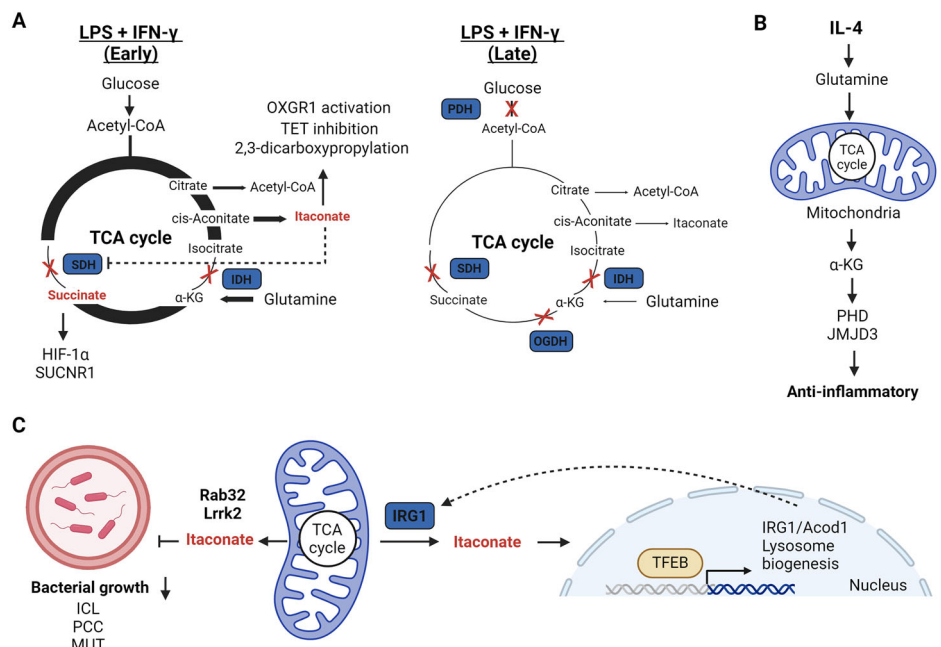 A
LPS + IFN-γ
(Early)
Glucose
Acetyl-CoA
OXGR1 activation
TET inhibition
2,3-dicarboxypropylation
Citrate
Acetyl-CoA
cis-Aconitate
Itaconate
TCA cycle
Isocitrate
SDH
IDH
Succinate
α-KG
Glutamine
HIF-1α
SUCNR1
LPS + IFN-γ
(Late)
Glucose
PDH
Acetyl-CoA
Citrate
Acetyl-CoA
cis-Aconitate
Itaconate
TCA cycle
Isocitrate
SDH
IDH
Succinate
α-KG
Glutamine
OGDH
B
IL-4
Glutamine
TCA
cycle
Mitochondria
α-KG
PHD
JMJD3
Anti-inflammatory
C
Rab32
Lrrk2
Itaconate
TCA
cycle
IRG1
Itaconate
IRG1/Acod1
Lysosome
biogenesis
TFEB
Nucleus
Bacterial growth
ICL
PCC
MUT